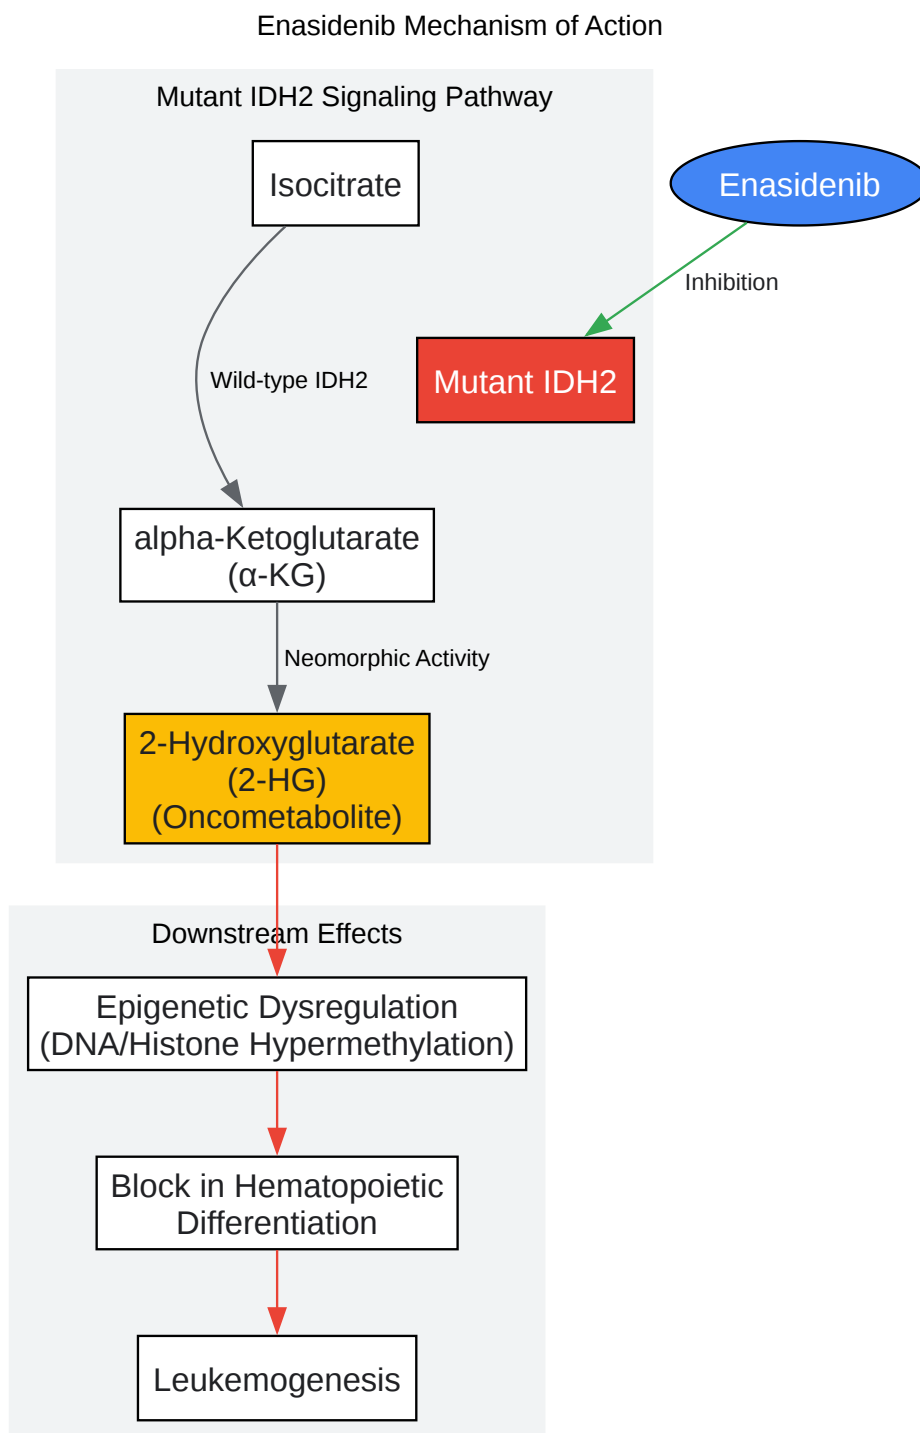 Enasidenib Mechanism of Action
Mutant IDH2 Signaling Pathway
Isocitrate
Enasidenib
Inhibition
Wild-type IDH2
Mutant IDH2
alpha-Ketoglutarate
(α-KG)
Neomorphic Activity
2-Hydroxyglutarate
(2-HG)
(Oncometabolite)
Downstream Effects
Epigenetic Dysregulation
(DNA/Histone Hypermethylation)
Block in Hematopoietic
Differentiation
Leukemogenesis